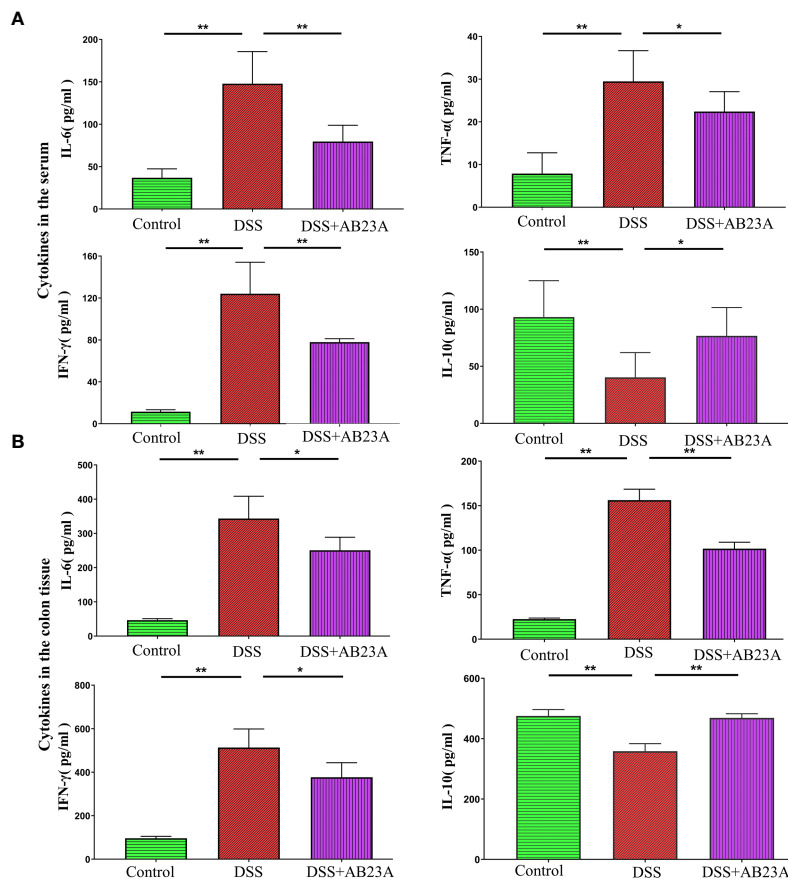 A
Cytokines in the serum
IL-6( pg/ml )
200
150
100
50
0
** **
Control DSS DSS+AB23A
TNF-α( pg/ml )
40
30
20
10
0
** *
Control DSS DSS+AB23A
IFN-γ( pg/ml )
160
120
80
40
0
** **
Control DSS DSS+AB23A
IL-10( pg/ml )
150
100
50
0
** *
Control DSS DSS+AB23A
B
Cytokines in the colon tissue
IL-6( pg/ml )
500
400
300
200
100
0
** *
Control DSS DSS+AB23A
TNF-α( pg/ml )
200
150
100
50
0
** **
Control DSS DSS+AB23A
IFN-γ( pg/ml )
800
600
400
200
0
** *
Control DSS DSS+AB23A
IL-10( pg/ml )
600
400
200
0
** **
Control DSS DSS+AB23A